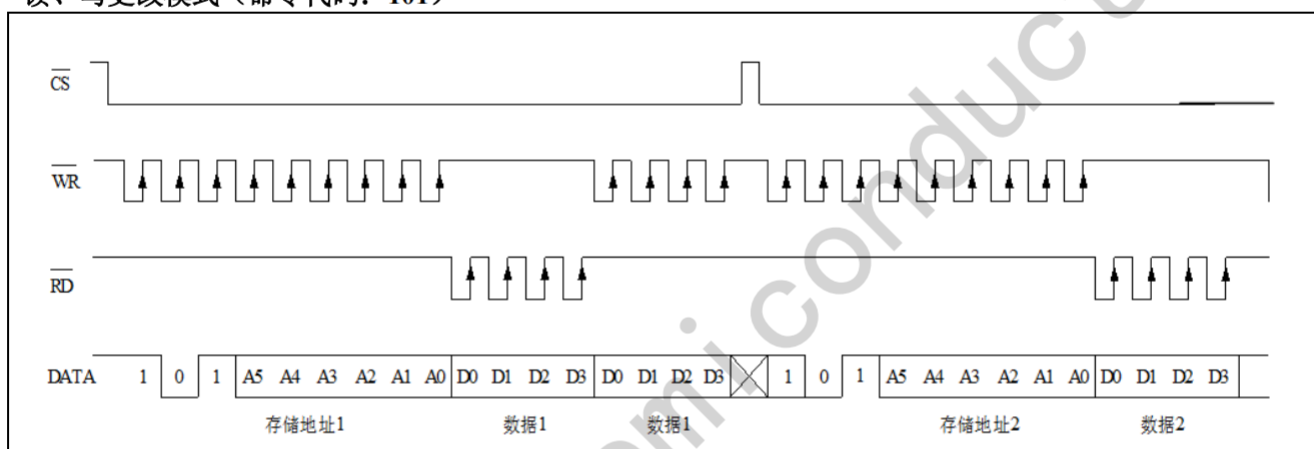 读、写更改模式（命令代码：101）
CS
WR
RD
DATA 1 0 1 A5 A4 A3 A2 A1 A0 D0 D1 D2 D3 D0 D1 D2 D3 1 0 1 A5 A4 A3 A2 A1 A0 D0 D1 D2 D3
存储地址1 数据1 数据1 存储地址2 数据2